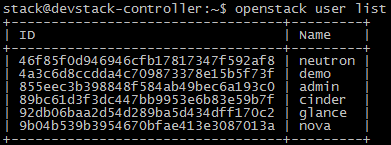 stack@devstack-controller:~$ openstack user list
+----------------------------------+---------+
| ID | Name |
+----------------------------------+---------+
| 46f85f0d946946cfb17817347f592af8 | neutron |
| 4a3c6d8ccdda4c709873378e15b5f73f | demo |
| 855eec3b398848f584ab49bec6a193c0 | admin |
| 89bc61d3f3dc447bb9953e6b83e59b7f | cinder |
| 92db06baa2d54d289ba5d434dff170c2 | glance |
| 9b04b539b3954670bfae413e3087013a | nova |
+----------------------------------+---------+